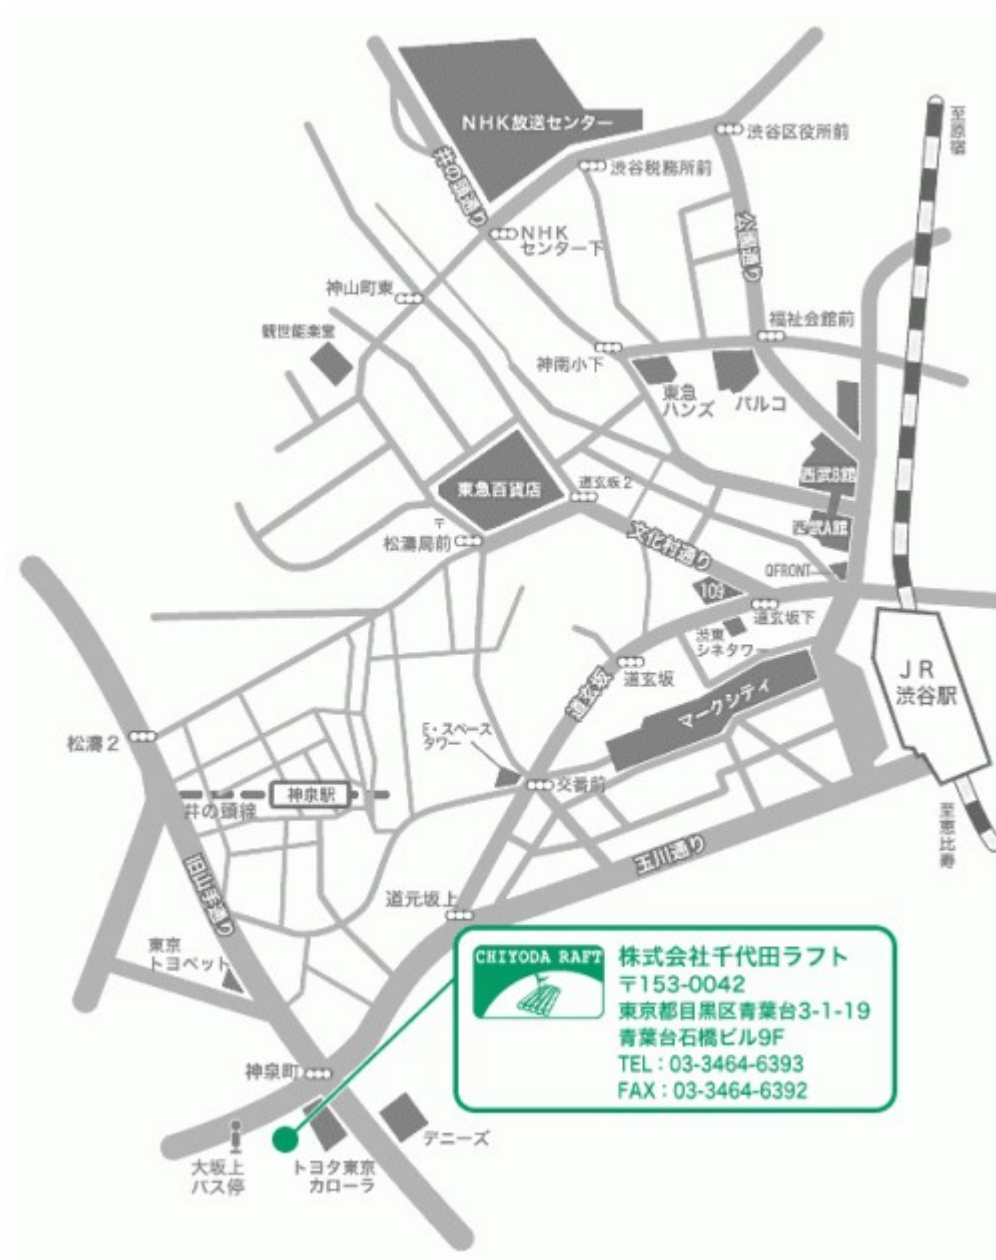 NHK放送センター
渋谷区役所前
至原宿
井の頭通り
渋谷税務所前
公園通り
NHK
センター下
神山町東
福祉会館前
観世能楽堂
神南小下
東急
ハンズ
パルコ
西武B館
東急百貨店
道玄坂2
〒
松濤局前
文化村通り
西武A館
QFRONT
109
道玄坂下
渋東
シネタワー
道玄坂
道玄坂
マークシティ
JR
渋谷駅
松濤2
E・スペース
タワー
神泉駅
交番前
井の頭線
至恵比寿
玉川通り
旧山手通り
道元坂上
東京
トヨペット
CHIYODA RAFT
株式会社千代田ラフト
〒153-0042
東京都目黒区青葉台3-1-19
青葉台石橋ビル9F
TEL：03-3464-6393
FAX：03-3464-6392
神泉町
デニーズ
大坂上
バス停
トヨタ東京
カローラ